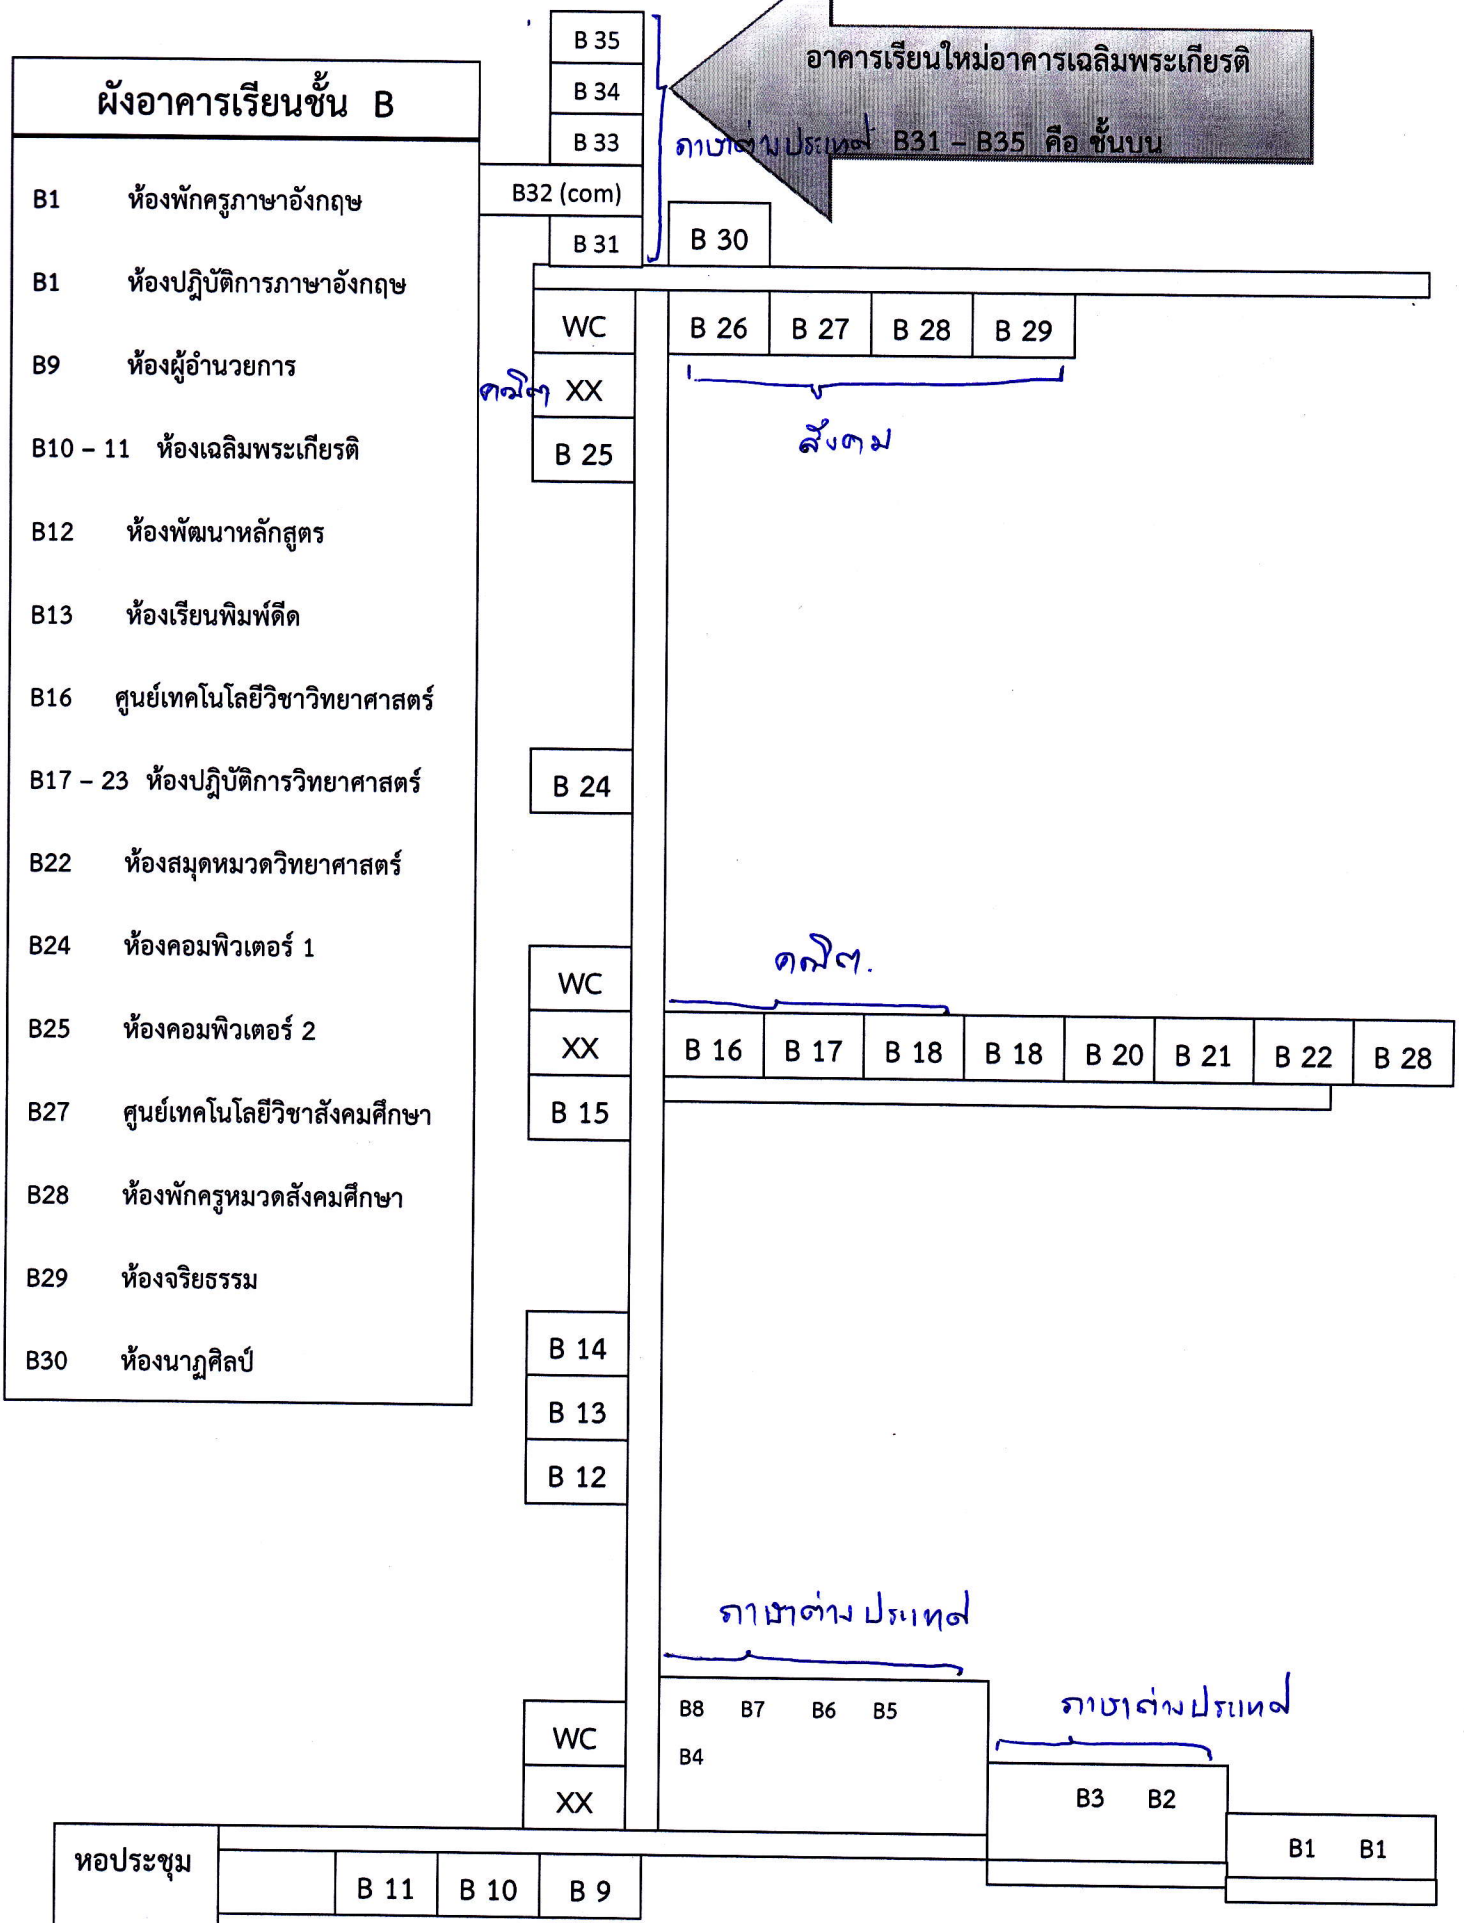 B 35
อาคารเรียนใหม่อาคารเฉลิมพระเกียรติ
ผังอาคารเรียนชั้น B
B 34
B 33
ภาษาต่างประเทศ B31 – B35 คือ ชั้นบน
B1 ห้องพักครูภาษาอังกฤษ
B32 (com)
B 31
B 30
B1 ห้องปฎิบัติการภาษาอังกฤษ
WC
B 26 B 27 B 28 B 29
B9 ห้องผู้อำนวยการ
คณิต XX
สังคม
B10 – 11 ห้องเฉลิมพระเกียรติ
B 25
B12 ห้องพัฒนาหลักสูตร
B13 ห้องเรียนพิมพ์ดีด
B16 ศูนย์เทคโนโลยีวิชาวิทยาศาสตร์
B17 – 23 ห้องปฎิบัติการวิทยาศาสตร์
B 24
B22 ห้องสมุดหมวดวิทยาศาสตร์
B24 ห้องคอมพิวเตอร์ 1
คณิต.
WC
B25 ห้องคอมพิวเตอร์ 2
XX
B 16 B 17 B 18 B 18 B 20 B 21 B 22 B 28
B27 ศูนย์เทคโนโลยีวิชาสังคมศึกษา
B 15
B28 ห้องพักครูหมวดสังคมศึกษา
B29 ห้องจริยธรรม
B30 ห้องนาฏศิลป์
B 14
B 13
B 12
ภาษาต่างประเทศ
B8 B7 B6 B5
ภาษาต่างประเทศ
WC
B4
XX
B3 B2
หอประชุม
B1 B1
B 11 B 10 B 9